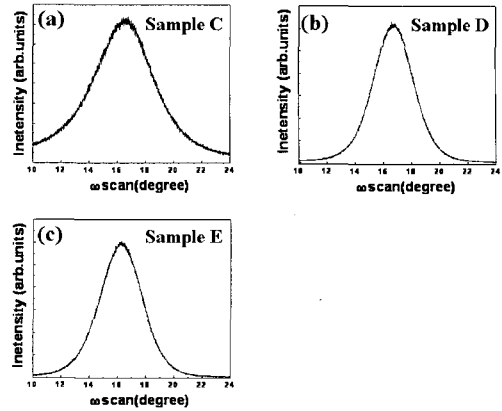 (a) Sample C
Inetensity (arb.units)
10 12 14 16 18 20 22 24
ωscan(degree)
(b) Sample D
Inetensity (arb.units)
10 12 14 16 18 20 22 24
ωscan(degree)
(c) Sample E
Inetensity (arb.units)
10 12 14 16 18 20 22 24
ωscan(degree)